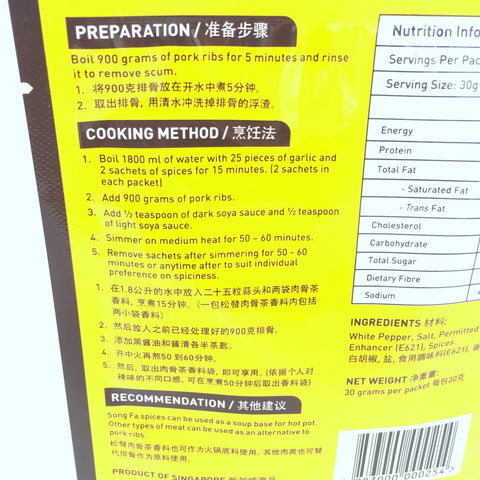 PREPARATION / 准备步骤
Boil 900 grams of pork ribs for 5 minutes and rinse
it to remove scum.
1. 将900克排骨放在开水中煮5分钟。
2. 取出排骨, 用清水冲洗掉排骨的浮渣。
COOKING METHOD / 烹饪法
1. Boil 1800 ml of water with 25 pieces of garlic and
2 sachets of spices for 15 minutes. (2 sachets in
each packet)
2. Add 900 grams of pork ribs.
3. Add ½ teaspoon of dark soya sauce and ½ teaspoon
of light soya sauce.
4. Simmer on medium heat for 50 – 60 minutes.
5. Remove sachets after simmering for 50 - 60
minutes or anytime after to suit individual
preference on spiciness.
1. 在1.8公升的水中放入二十五粒蒜头和两袋肉骨茶
香料, 烹煮15分钟。(一包松發肉骨茶香料内包括
两小袋香料)
2. 然后放入之前已经处理好的900克排骨。
3. 添加黑酱油和酱清各半茶匙。
4. 开中火再熬50 到60分钟。
5. 然后, 取出肉骨茶香料袋, 即可享用. (依据个人对
辣味的不同口感, 可在烹煮50分钟后取出香料袋)
RECOMMENDATION / 其他建议
Song Fa spices can be used as a soup base for hot pot.
Other types of meat can be used as an alternative to
pork ribs.
松發肉骨茶香料也可作为火锅底料使用。其他肉类也可替
代排骨作为原料使用。
PRODUCT OF SINGAPORE 新加坡产品
Nutrition Info
Servings Per Pac
Serving Size: 30g
Energy
Protein
Total Fat
- Saturated Fat
- Trans Fat
Cholesterol
Carbohydrate
Total Sugar
Dietary Fibre
Sodium
INGREDIENTS 材料:
White Pepper, Salt, Permitted
Enhancer (E621), Spices
白胡椒, 盐, 食用調味料(E621), 香
NET WEIGHT 净重量:
30 grams per packet 每包30克
000000254